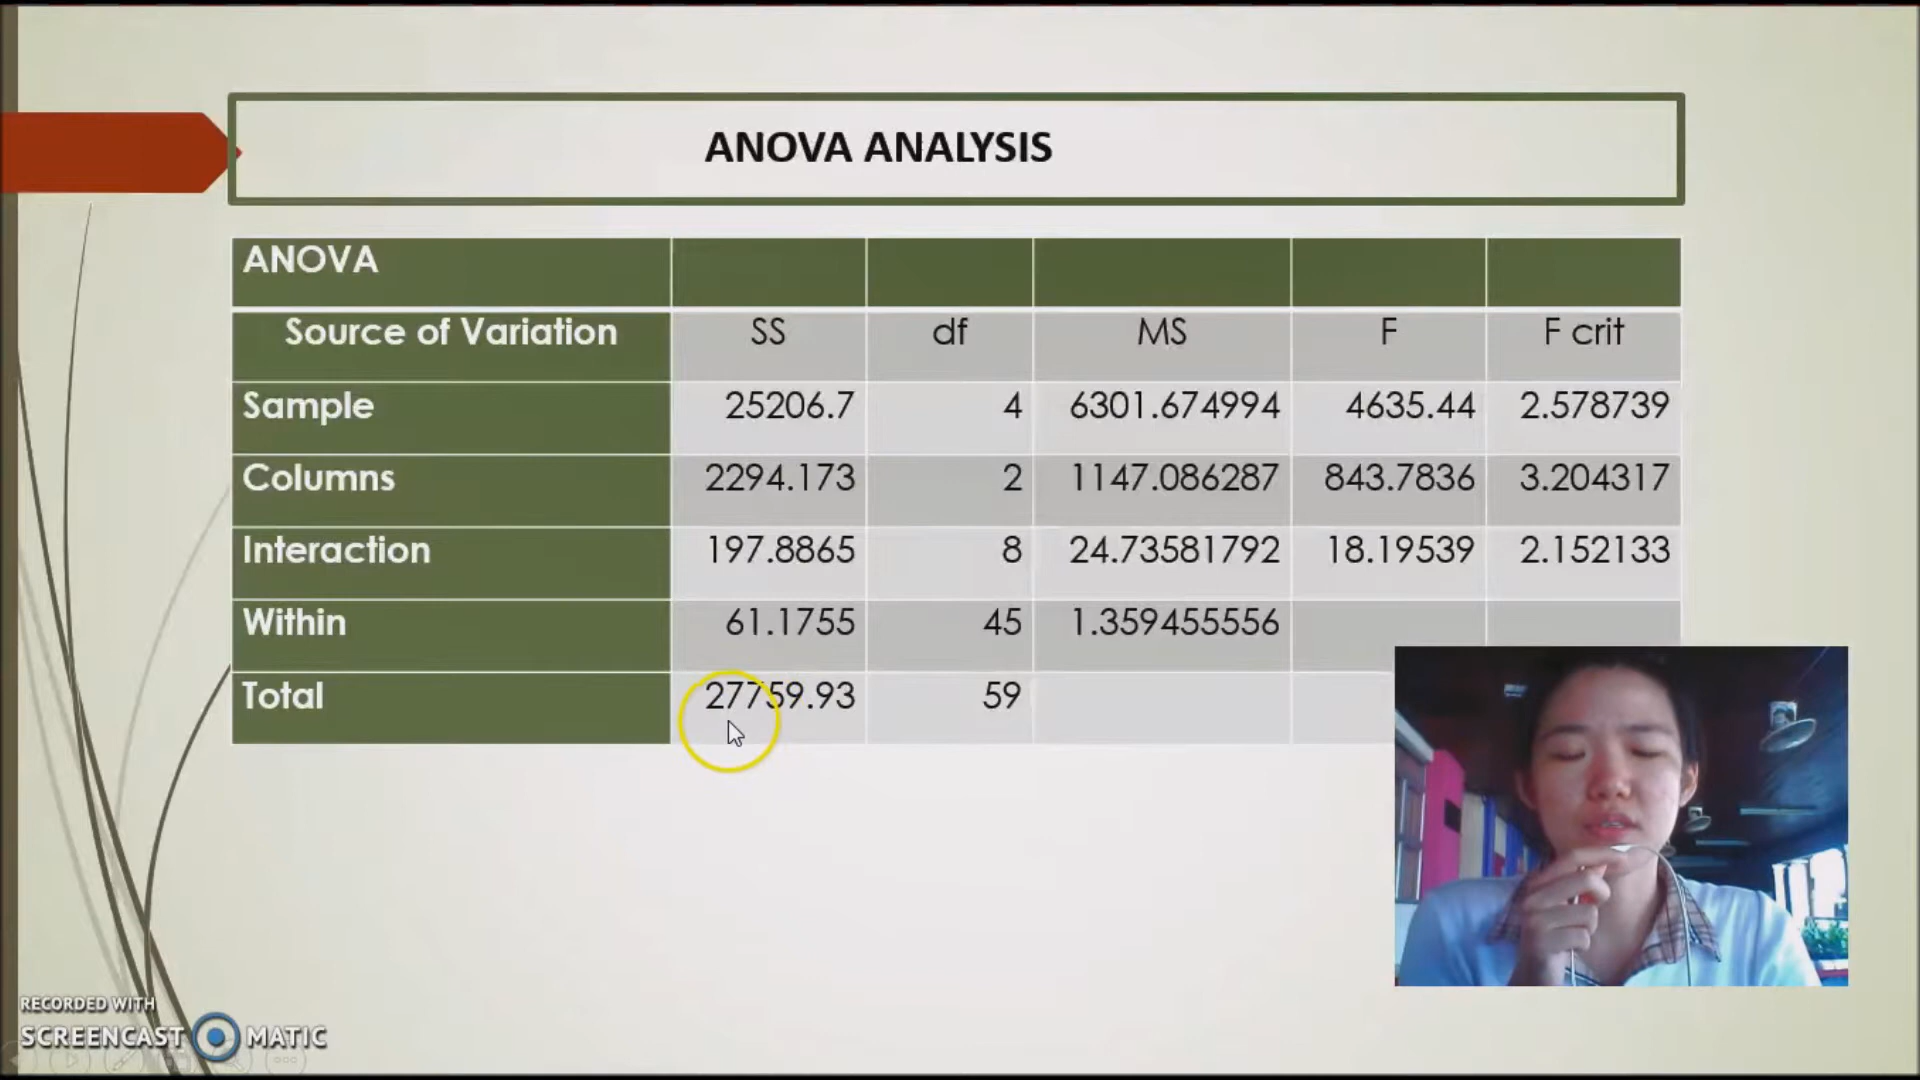 ANOVA ANALYSIS
ANOVA
Source of Variation SS df MS F F crit
Sample 25206.7 4 6301.674994 4635.44 2.578739
Columns 2294.173 2 1147.086287 843.7836 3.204317
Interaction 197.8865 8 24.73581792 18.19539 2.152133
Within 61.1755 45 1.359455556
Total 27759.93 59
RECORDED WITH
SCREENCAST MATIC